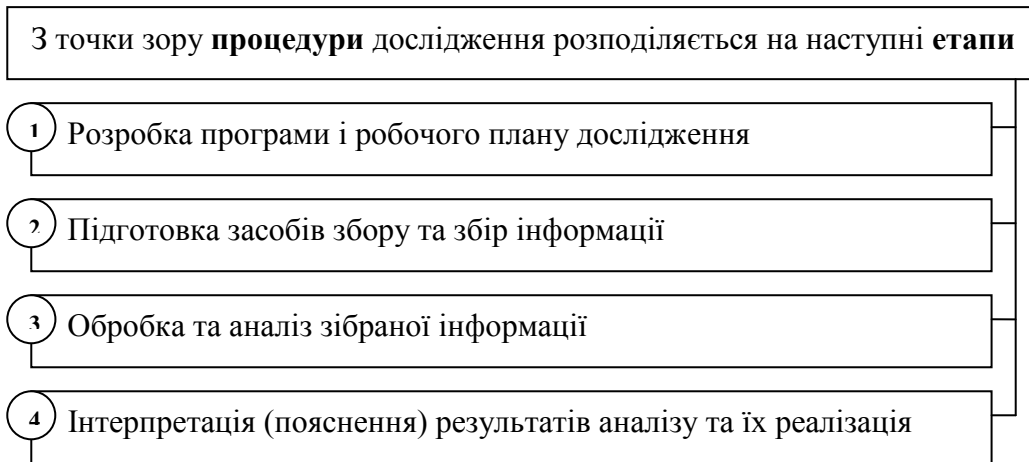 З точки зору процедури дослідження розподіляється на наступні етапи
1 Розробка програми і робочого плану дослідження
2 Підготовка засобів збору та збір інформації
3 Обробка та аналіз зібраної інформації
4 Інтерпретація (пояснення) результатів аналізу та їх реалізація